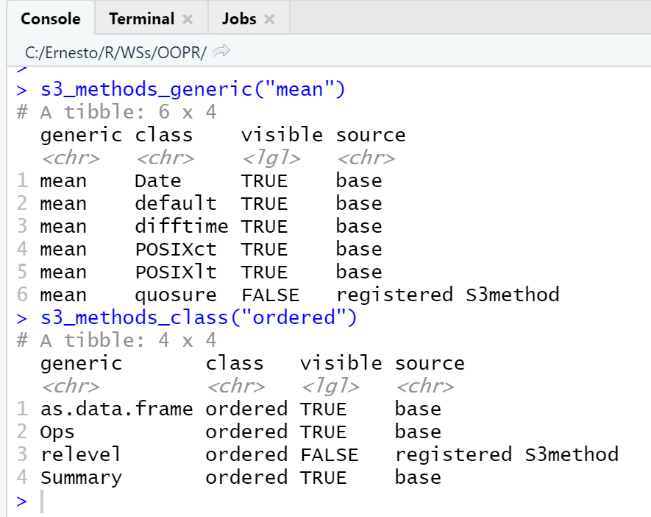 Console Terminal Jobs
C:/Ernesto/R/WSs/OOPR/
>
> s3_methods_generic("mean")
# A tibble: 6 x 4
generic class visible source
<chr> <chr> <lgl> <chr>
1 mean Date TRUE base
2 mean default TRUE base
3 mean difftime TRUE base
4 mean POSIXct TRUE base
5 mean POSIXlt TRUE base
6 mean quosure FALSE registered S3method
> s3_methods_class("ordered")
# A tibble: 4 x 4
generic class visible source
<chr> <chr> <lgl> <chr>
1 as.data.frame ordered TRUE base
2 Ops ordered TRUE base
3 relevel ordered FALSE registered S3method
4 Summary ordered TRUE base
>